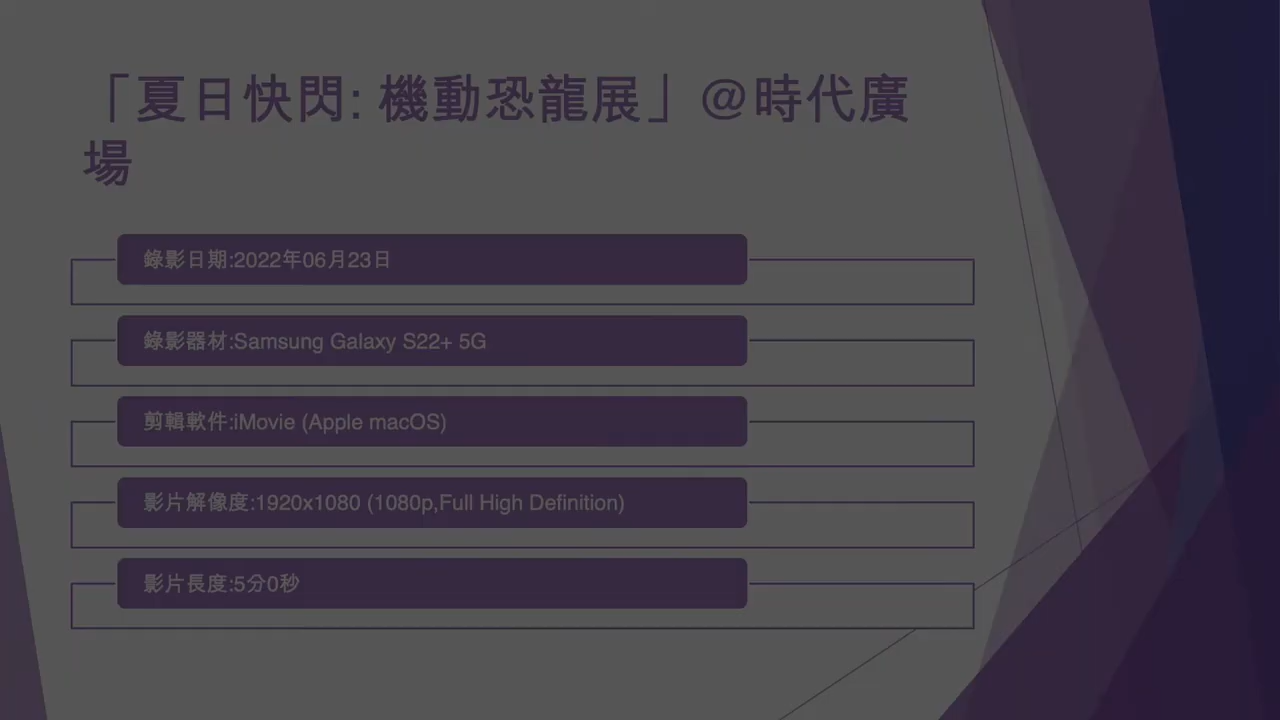 「夏日快閃: 機動恐龍展」@時代廣
場
錄影日期:2022年06月23日
錄影器材:Samsung Galaxy S22+ 5G
剪輯軟件:iMovie (Apple macOS)
影片解像度:1920x1080 (1080p,Full High Definition)
影片長度:5分0秒